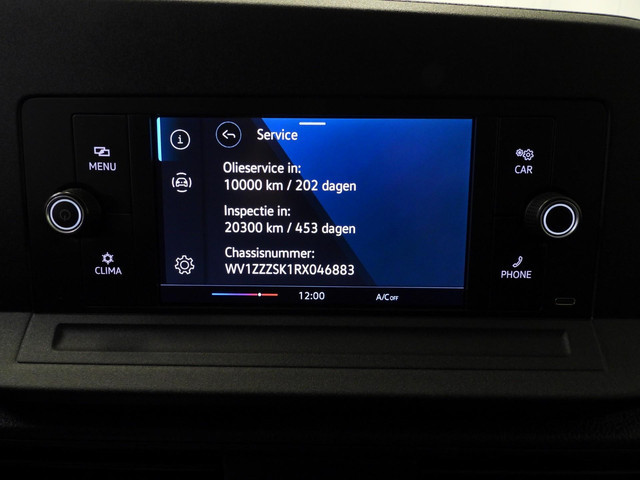 Service
MENU
CAR
Olieservice in:
10000 km / 202 dagen
Inspectie in:
20300 km / 453 dagen
Chassisnummer:
WV1ZZZSK1RX046883
CLIMA
PHONE
12:00
A/C OFF